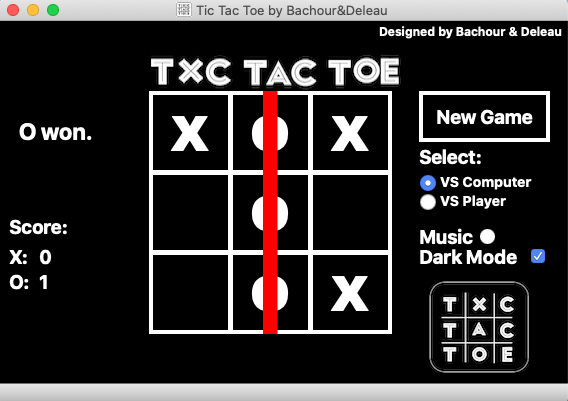 Tic Tac Toe by Bachour&Deleau
Designed by Bachour & Deleau
TXC TAC TOE
O won.
X O X
O
O X
Score:
X: 0
O: 1
New Game
Select:
VS Computer
VS Player
Music
Dark Mode
T X C
T A C
T O E